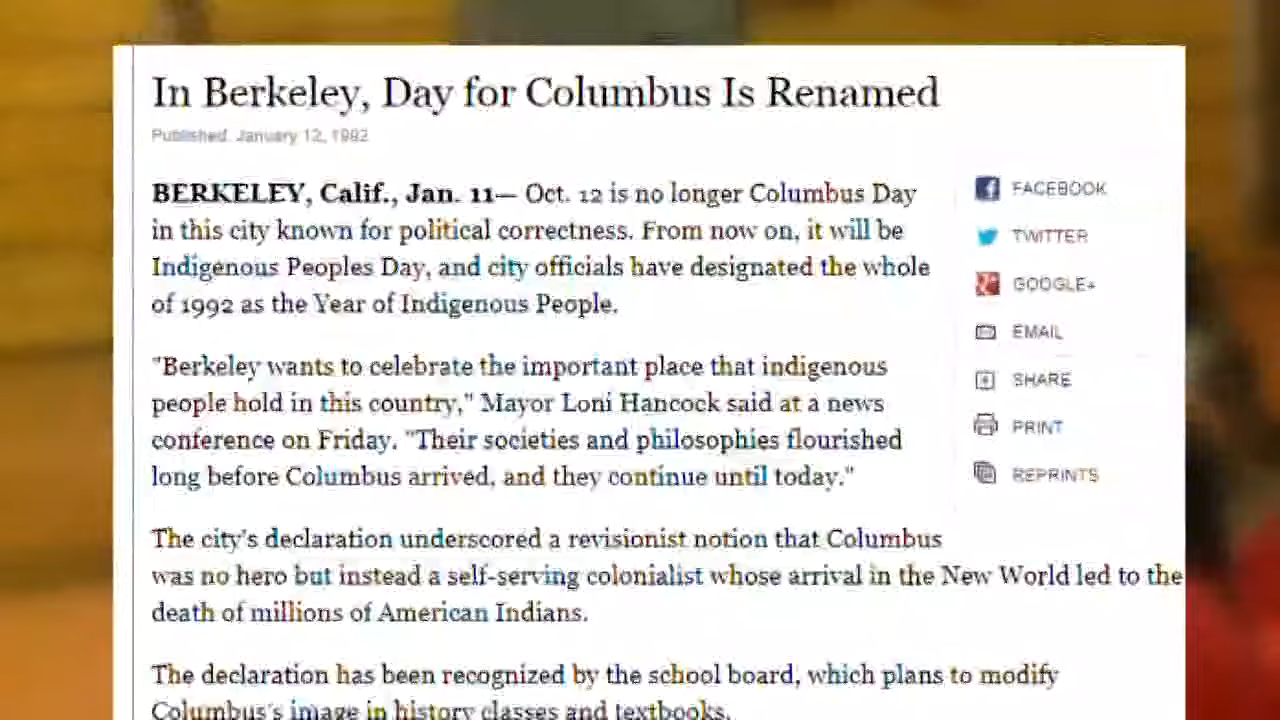 In Berkeley, Day for Columbus Is Renamed
Published: January 12, 1992
BERKELEY, Calif., Jan. 11— Oct. 12 is no longer Columbus Day
in this city known for political correctness. From now on, it will be
Indigenous Peoples Day, and city officials have designated the whole
of 1992 as the Year of Indigenous People.
"Berkeley wants to celebrate the important place that indigenous
people hold in this country," Mayor Loni Hancock said at a news
conference on Friday. "Their societies and philosophies flourished
long before Columbus arrived, and they continue until today."
The city's declaration underscored a revisionist notion that Columbus
was no hero but instead a self-serving colonialist whose arrival in the New World led to the
death of millions of American Indians.
The declaration has been recognized by the school board, which plans to modify
Columbus's image in history classes and textbooks.
FACEBOOK
TWITTER
GOOGLE+
EMAIL
SHARE
PRINT
REPRINTS